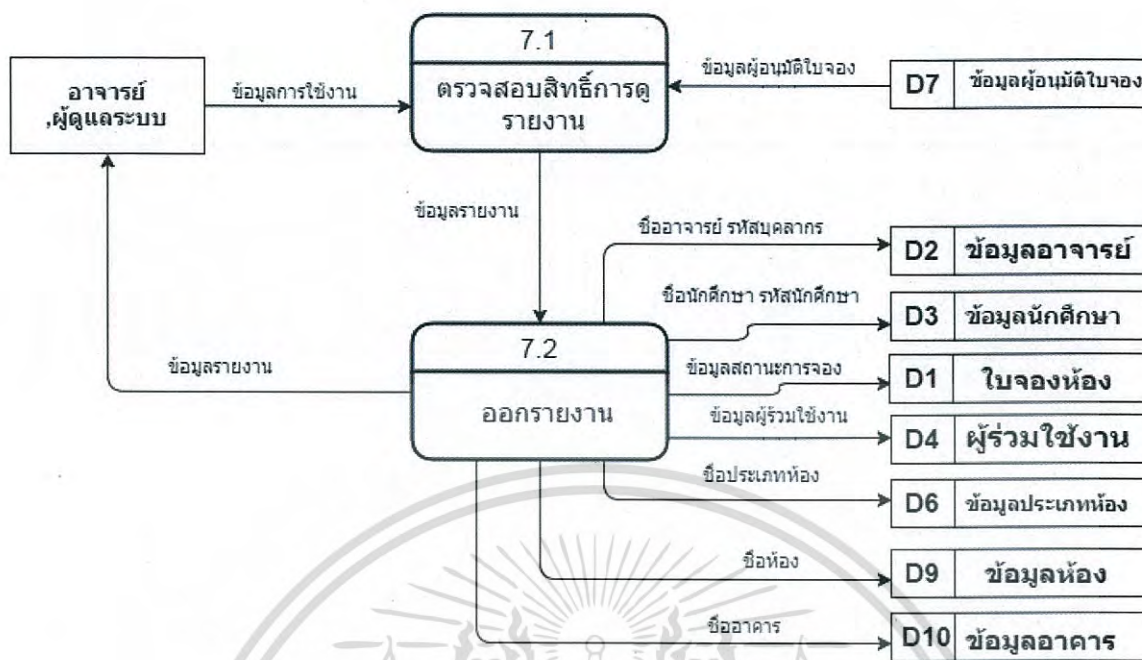 7.1
ตรวจสอบสิทธิ์การดู
รายงาน
อาจารย์
,ผู้ดูแลระบบ
ข้อมูลการใช้งาน
ข้อมูลผู้อนุมัติใบจอง
D7 ข้อมูลผู้อนุมัติใบจอง
ข้อมูลรายงาน
ชื่ออาจารย์ รหัสบุคลากร
D2 ข้อมูลอาจารย์
ชื่อนักศึกษา รหัสนักศึกษา
D3 ข้อมูลนักศึกษา
7.2
ออกรายงาน
ข้อมูลรายงาน
ข้อมูลสถานะการจอง
D1 ใบจองห้อง
ข้อมูลผู้ร่วมใช้งาน
D4 ผู้ร่วมใช้งาน
ชื่อประเภทห้อง
D6 ข้อมูลประเภทห้อง
ชื่อห้อง
D9 ข้อมูลห้อง
ชื่ออาคาร
D10 ข้อมูลอาคาร